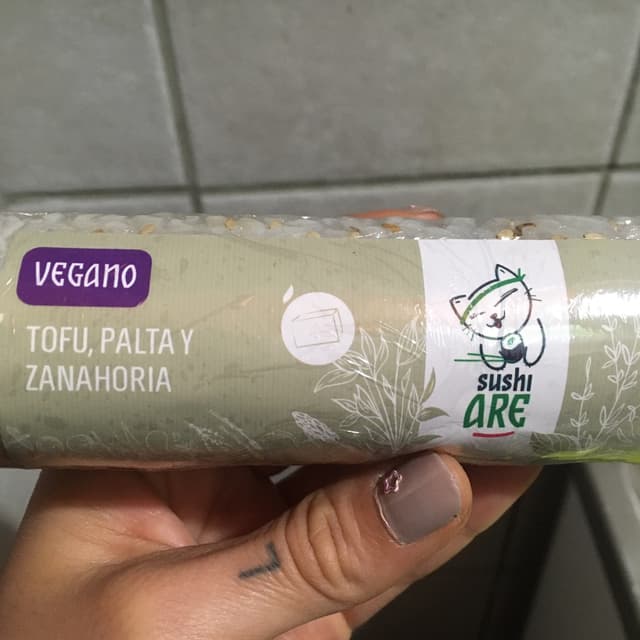 VEGANO
TOFU, PALTA Y
ZANAHORIA
sushi
ARE